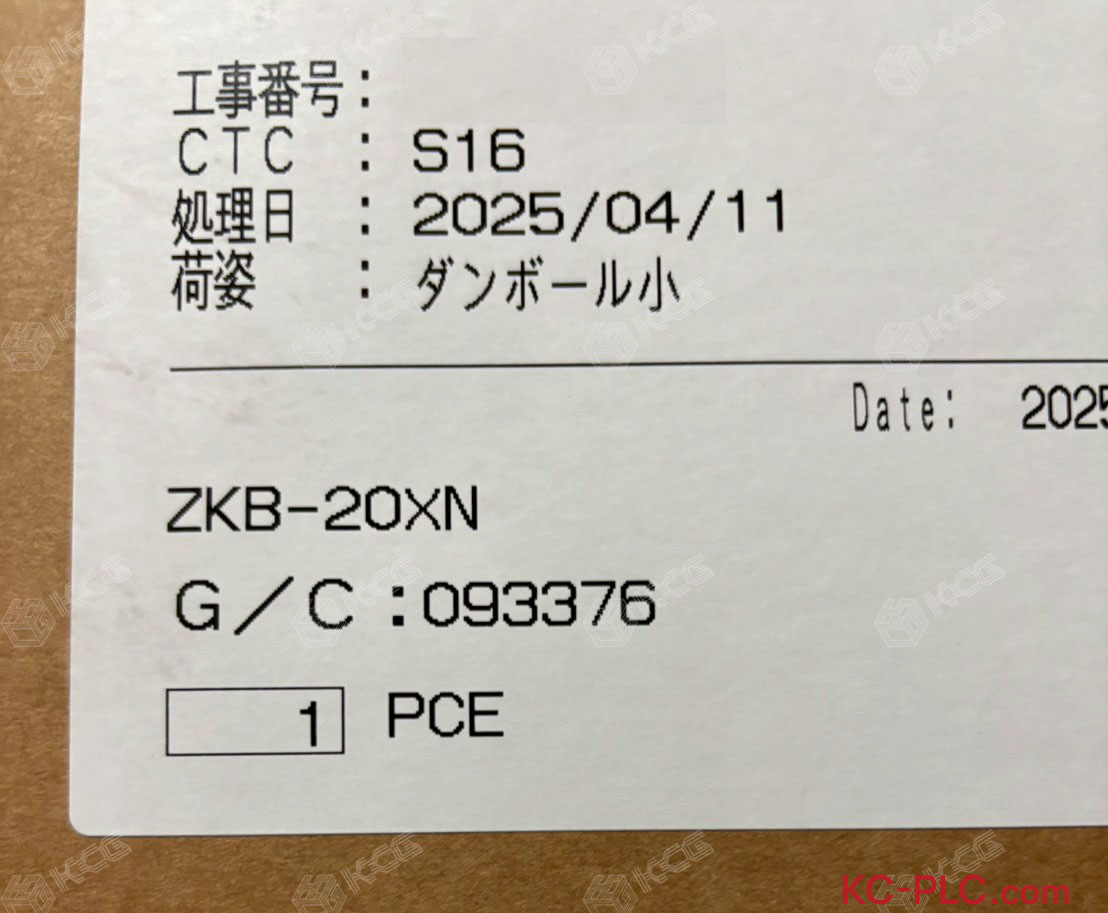 工事番号:
CTC : S16
処理日 : 2025/04/11
荷姿 : ダンボール小
Date: 2025
ZKB-20XN
G/C:093376
1 PCE
KC-PLC.com
KCCG